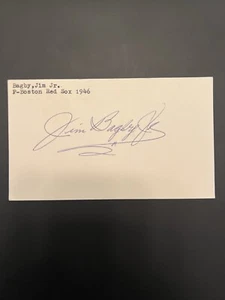 Bagby,Jim Jr.
P-Boston Red Sox 1946
Jim Bagby Jr.